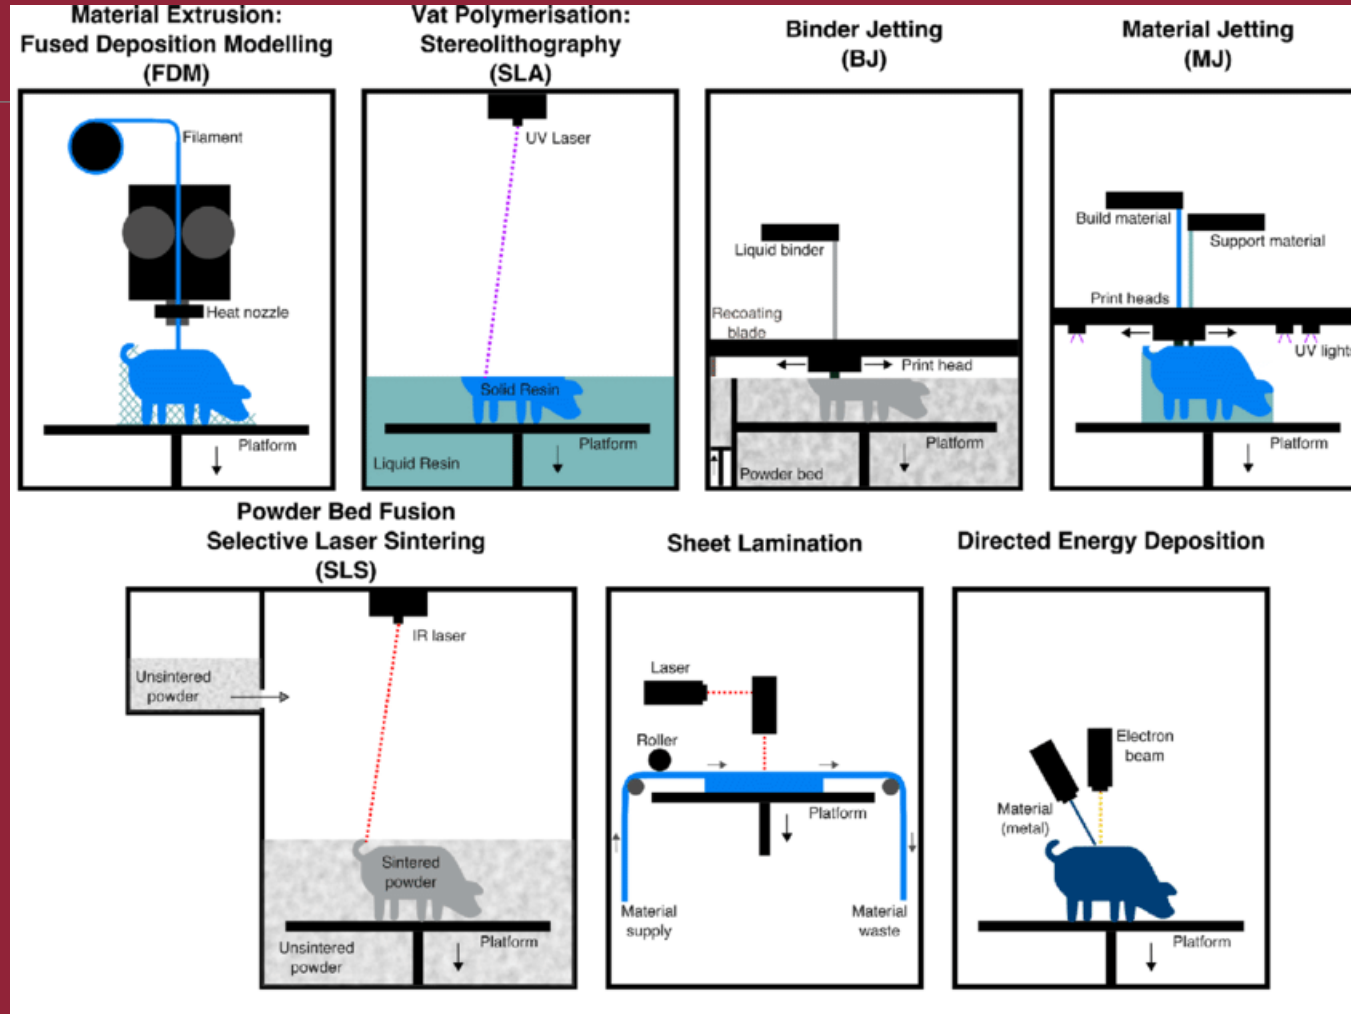 Material Extrusion:
Fused Deposition Modelling
(FDM)
Filament
Heat nozzle
Platform
Vat Polymerisation:
Stereolithography
(SLA)
UV Laser
Solid Resin
Platform
Liquid Resin
Binder Jetting
(BJ)
Liquid binder
Recoating
blade
Print head
Platform
Powder bed
Material Jetting
(MJ)
Build material
Support material
Print heads
UV lights
Platform
Powder Bed Fusion
Selective Laser Sintering
(SLS)
IR laser
Unsintered
powder
Sintered
powder
Platform
Unsintered
powder
Sheet Lamination
Laser
Roller
Platform
Material
supply
Material
waste
Directed Energy Deposition
Electron
beam
Material
(metal)
Platform